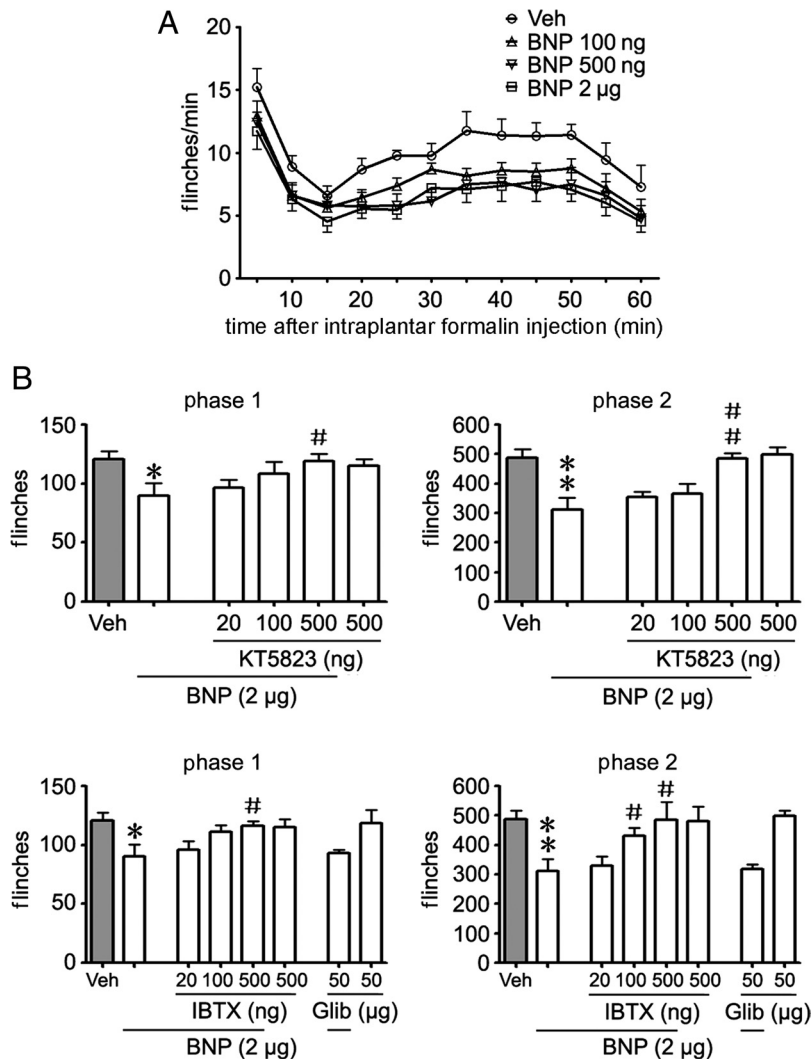 A
20
15
10
5
0
flinches/min
Veh
BNP 100 ng
BNP 500 ng
BNP 2 µg
10 20 30 40 50 60
time after intraplantar formalin injection (min)
B
phase 1
150
100
50
0
flinches
*
#
Veh
20 100 500 500
KT5823 (ng)
BNP (2 µg)
phase 2
600
500
400
300
200
100
0
flinches
*
*
#
#
Veh
20 100 500 500
KT5823 (ng)
BNP (2 µg)
phase 1
150
100
50
0
flinches
*
#
Veh
20 100 500 500 50 50
IBTX (ng) Glib (µg)
BNP (2 µg)
phase 2
600
500
400
300
200
100
0
flinches
*
*
# #
Veh
20 100 500 500 50 50
IBTX (ng) Glib (µg)
BNP (2 µg)